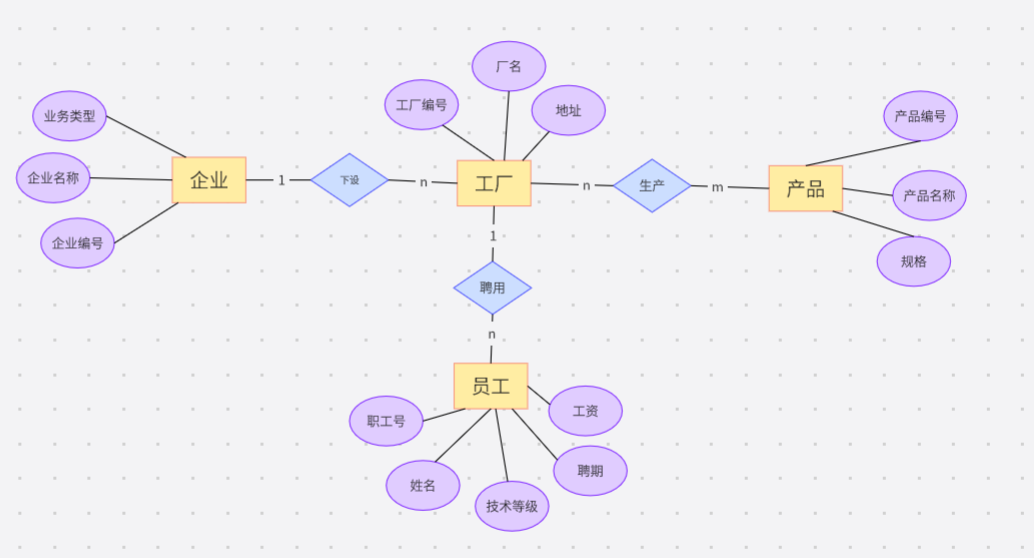 厂名
工厂编号
地址
业务类型
产品编号
企业名称
企业
1
下设
n
工厂
n
生产
m
产品
产品名称
企业编号
1
规格
聘用
n
员工
职工号
工资
姓名
聘期
技术等级